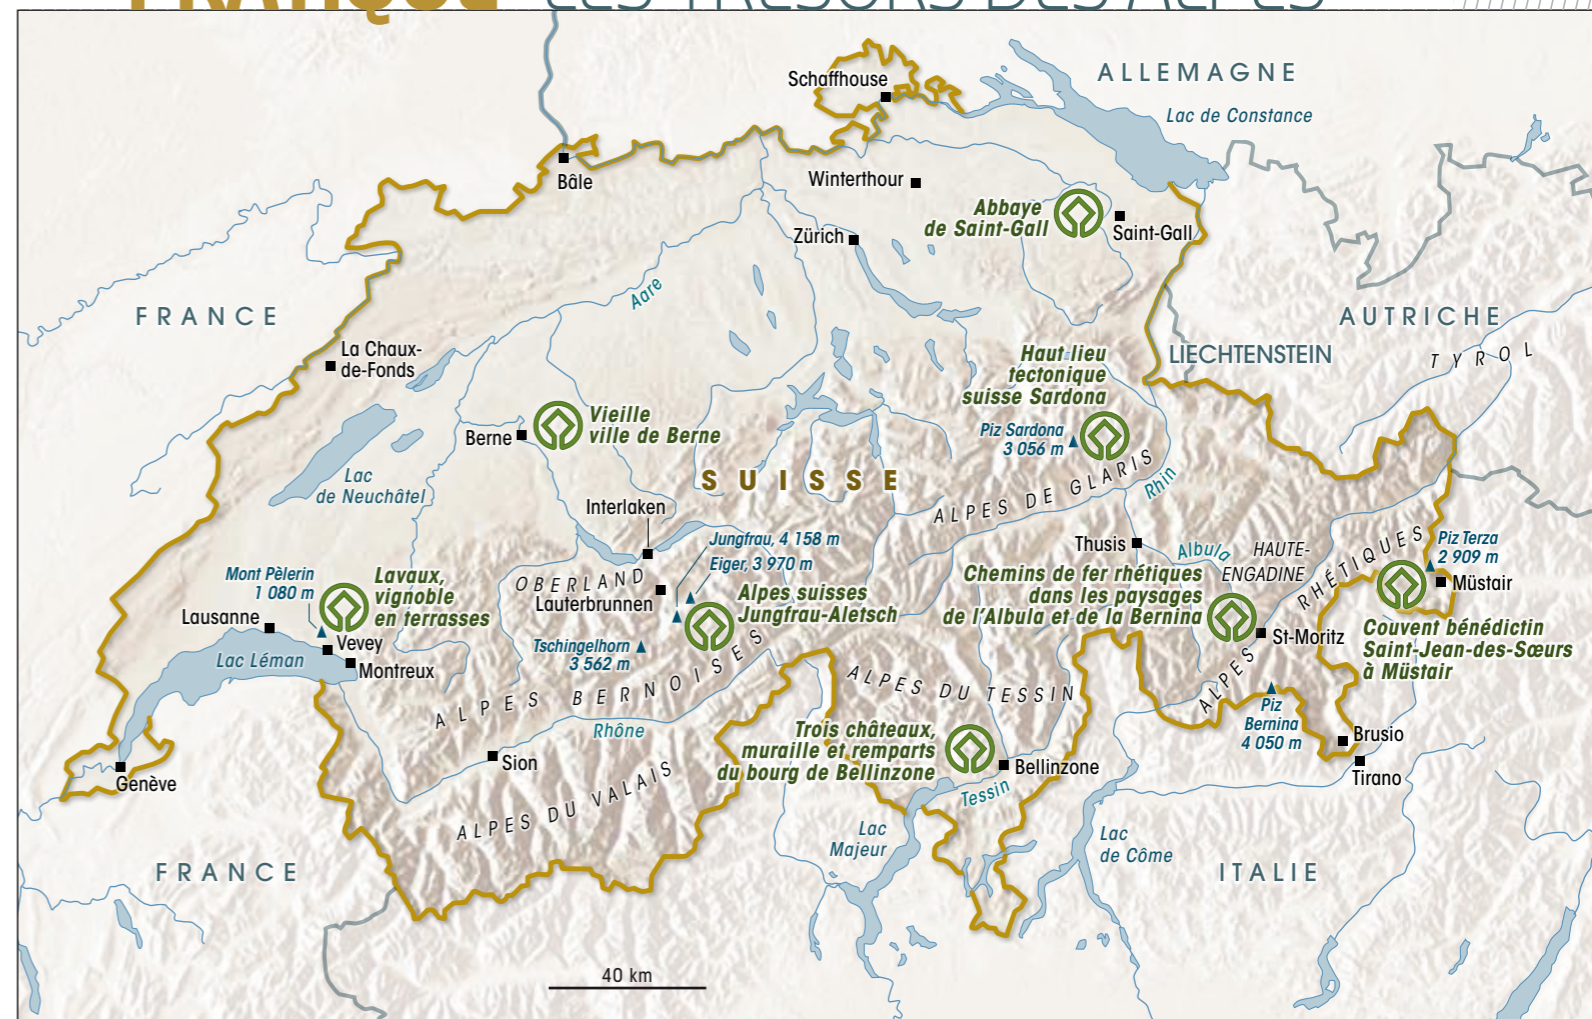 PRATIQUE LES TRÉSORS DES ALPES
Schaffhouse
ALLEMAGNE
Lac de Constance
Bâle
Winterthour
Abbaye
de Saint-Gall
Saint-Gall
Zürich
Aare
FRANCE
AUTRICHE
La Chaux-
de-Fonds
Haut lieu
tectonique
suisse Sardona
LIECHTENSTEIN
TYROL
Vieille
ville de Berne
Berne
Piz Sardona
3 056 m
Lac
de Neuchâtel
SUISSE
ALPES DE GLARIS
Rhin
Interlaken
Jungfrau, 4 158 m
Eiger, 3 970 m
Thusis
Albula
HAUTE-
ENGADINE
Piz Terza
2 909 m
Müstair
Mont Pèlerin
1 080 m
Lavaux,
vignoble
en terrasses
OBERLAND
Lauterbrunnen
Alpes suisses
Jungfrau-Aletsch
Chemins de fer rhétiques
dans les paysages
de l'Albula et de la Bernina
ALPES RHÉTIQUES
St-Moritz
Couvent bénédictin
Saint-Jean-des-Sœurs
à Müstair
Lausanne
Vevey
Montreux
Lac Léman
Tschingelhorn
3 562 m
ALPES BERNOISES
Rhône
ALPES DU TESSIN
Piz
Bernina
4 050 m
Brusio
Tirano
Trois châteaux,
muraille et remparts
du bourg de Bellinzone
Bellinzone
Tessin
Sion
Genève
ALPES DU VALAIS
Lac
Majeur
Lac
de Côme
FRANCE
ITALIE
40 km